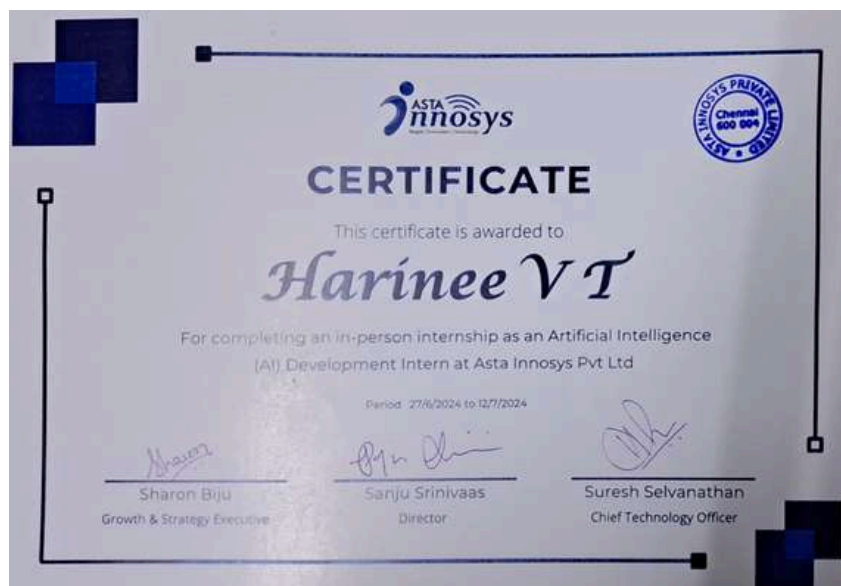 ASTA
Innosys
ASTA INNOSYS PRIVATE LIMITED
Chennai
600 004
CERTIFICATE
This certificate is awarded to
Harinee V T
For completing an in-person internship as an Artificial Intelligence
(AI) Development Intern at Asta Innosys Pvt Ltd
Period 27/6/2024 to 12/7/2024
Sharon
Sharon Biju
Sanju Srinivaas
Suresh Selvanathan
Growth & Strategy Executive
Director
Chief Technology Officer